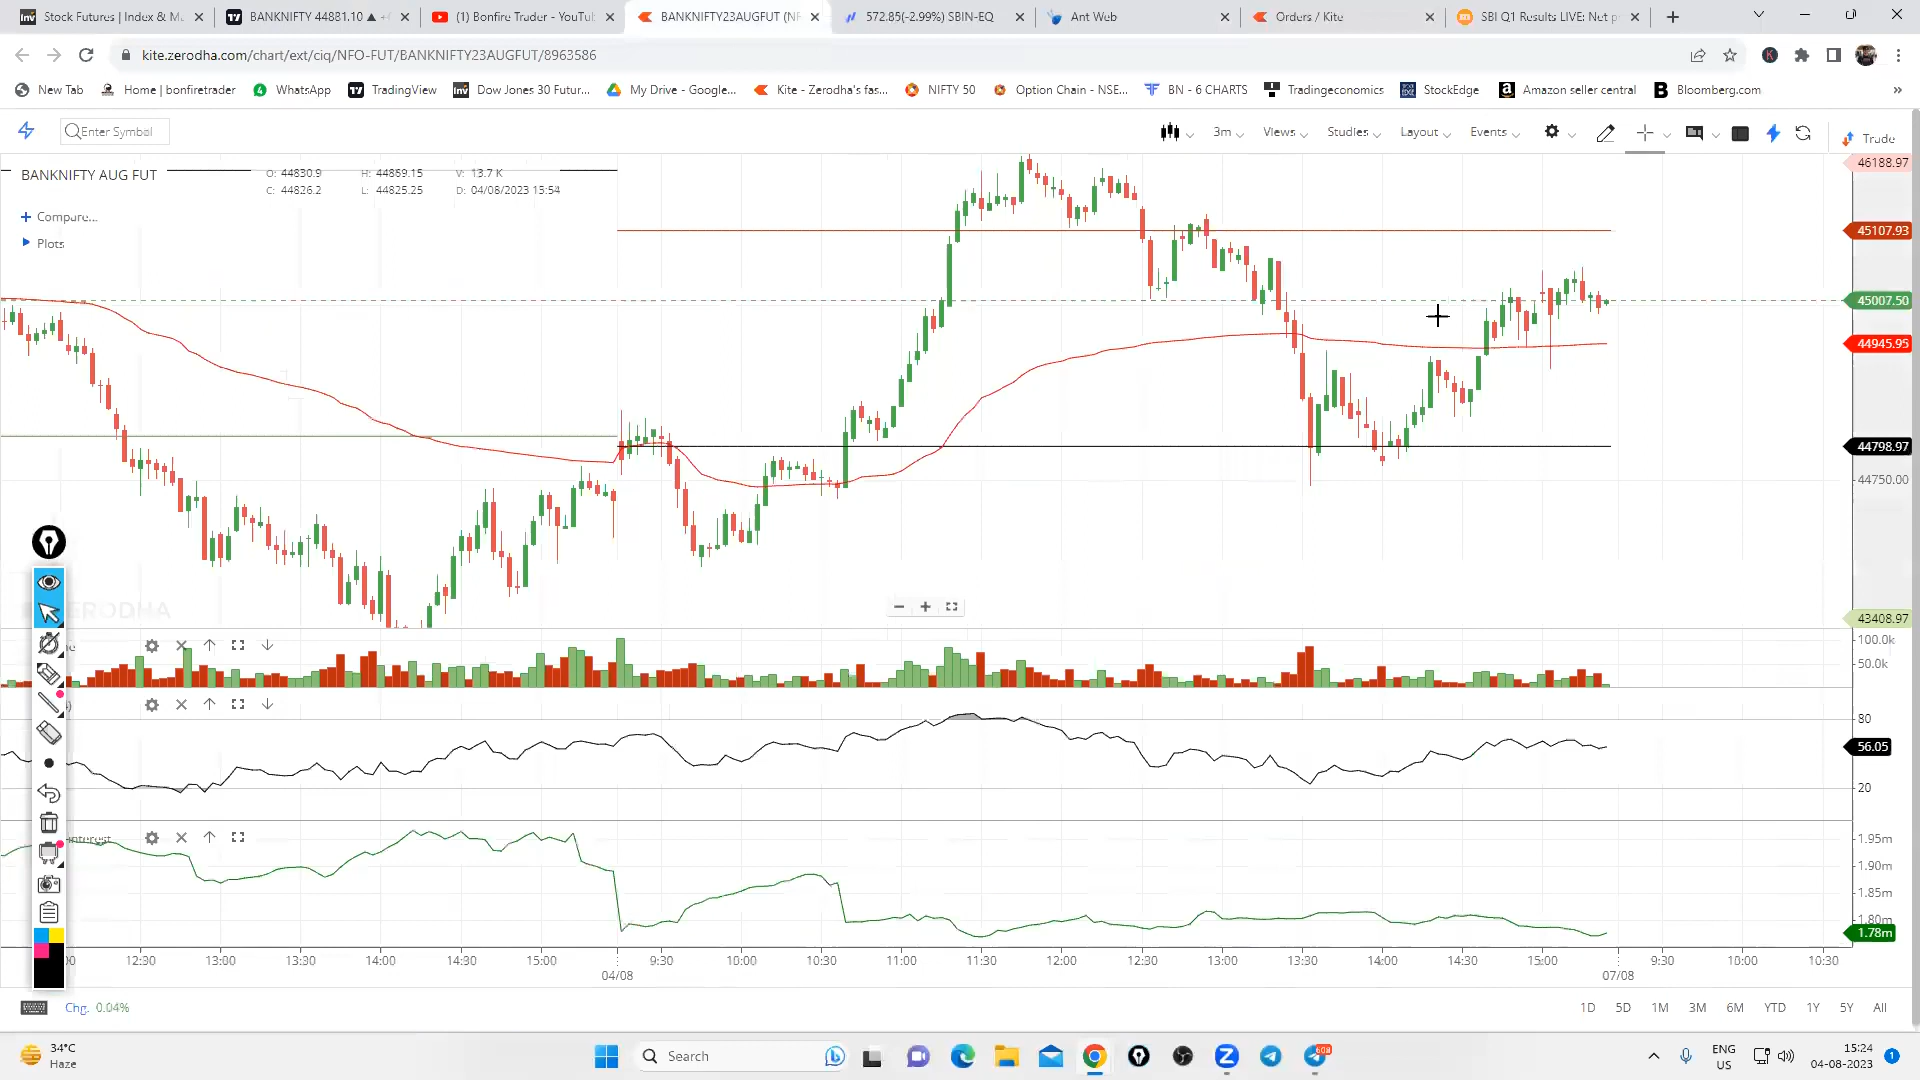 Stock Futures | Index & Ma
BANKNIFTY 44881.10 ▲ +(
(1) Bonfire Trader - YouTub
BANKNIFTY23AUGFUT (NF
572.85(-2.99%) SBIN-EQ
Ant Web
Orders / Kite
SBI Q1 Results LIVE: Net p
kite.zerodha.com/chart/ext/ciq/NFO-FUT/BANKNIFTY23AUGFUT/8963586
New Tab
Home | bonfiretrader
WhatsApp
TradingView
Dow Jones 30 Futur...
My Drive - Google...
Kite - Zerodha's fas...
NIFTY 50
Option Chain - NSE...
BN - 6 CHARTS
Tradingeconomics
StockEdge
Amazon seller central
Bloomberg.com
»
Enter Symbol
3m
Views
Studies
Layout
Events
Trade
BANKNIFTY AUG FUT
O: 44830.9 H: 44859.15 V: 13.7 K
C: 44826.2 L: 44825.25 D: 04/08/2023 15:54
+ Compare...
Plots
46188.97
45107.93
45007.50
44945.95
44798.97
44750.00
43408.97
ERODHA
100.0k
50.0k
80
56.05
20
interest
1.95m
1.90m
1.85m
1.80m
1.78m
12:30 13:00 13:30 14:00 14:30 15:00 9:30 10:00 10:30 11:00 11:30 12:00 12:30 13:00 13:30 14:00 14:30 15:00 9:30 10:00 10:30
04/08 07/08
Chg. 0.04%
1D 5D 1M 3M 6M YTD 1Y 5Y All
34°C
Haze
Search
608
ENG
US
15:24
04-08-2023
1